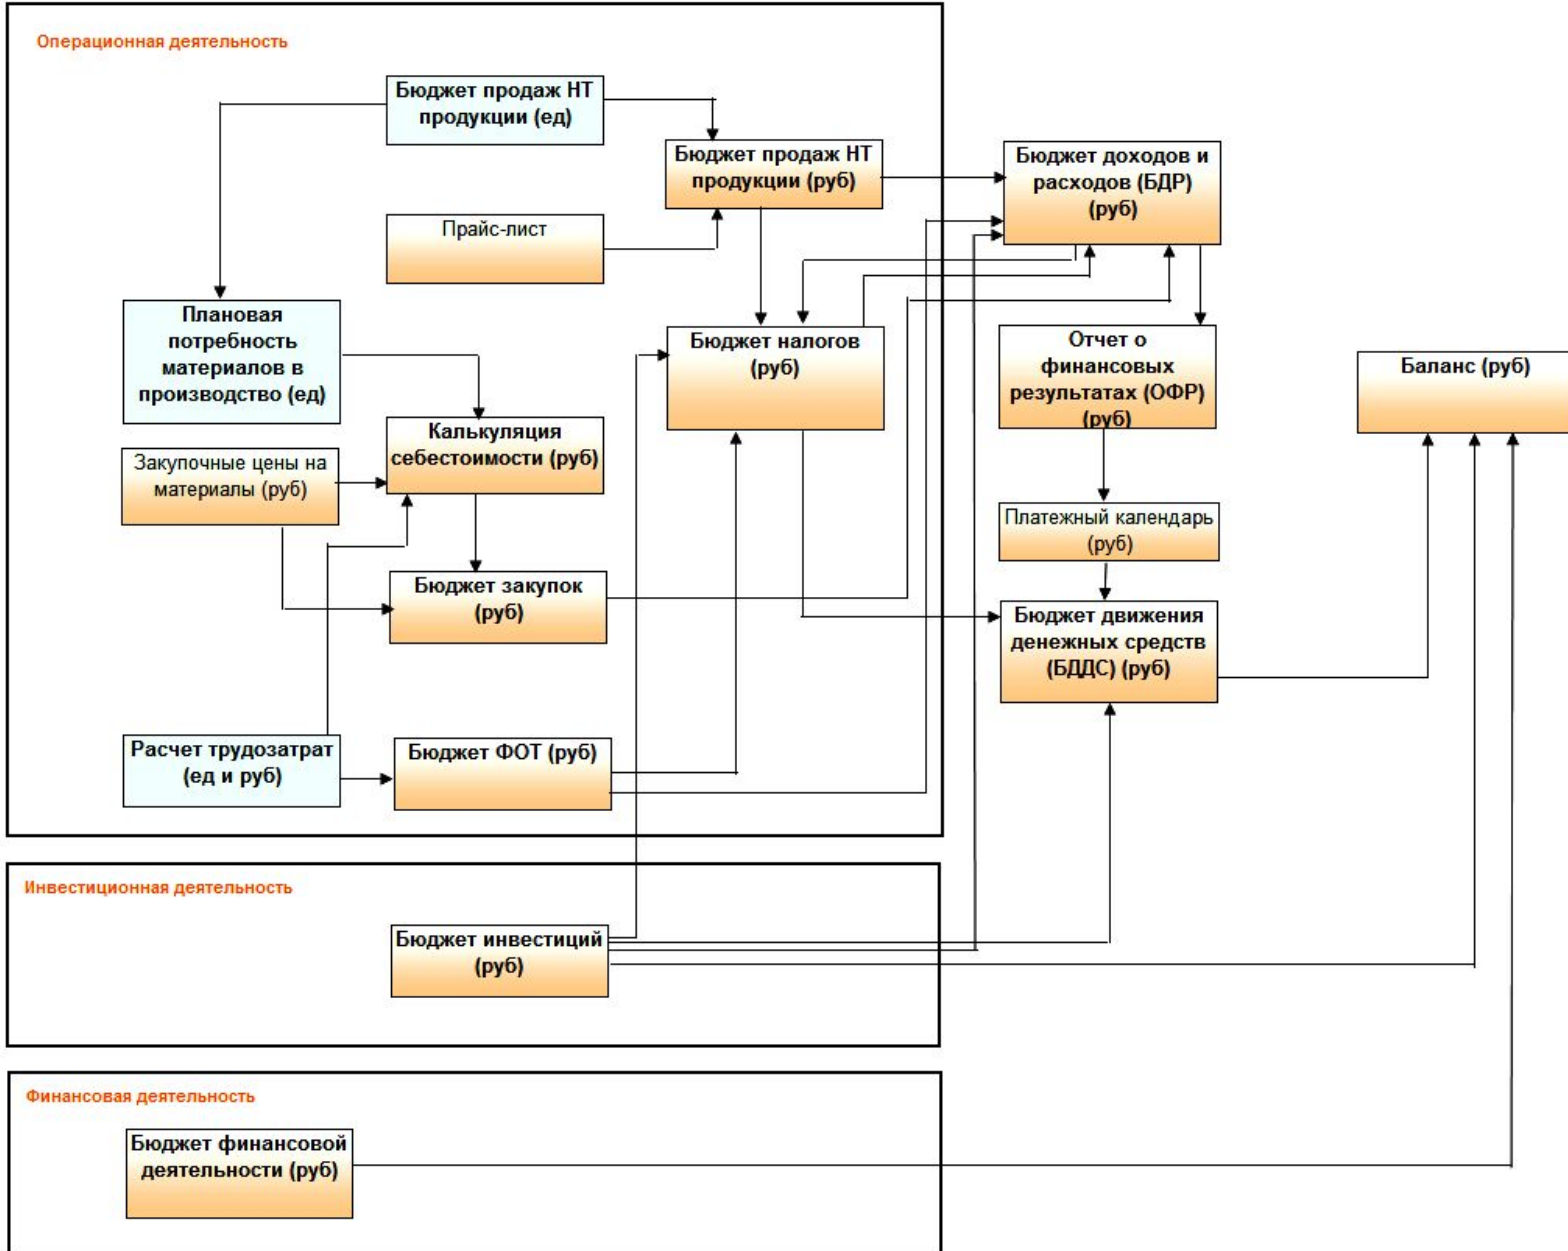 Операционная деятельность
Бюджет продаж НТ
продукции (ед)
Бюджет продаж НТ
продукции (руб)
Бюджет доходов и
расходов (БДР)
(руб)
Прайс-лист
Плановая
потребность
материалов в
производство (ед)
Бюджет налогов
(руб)
Отчет о
финансовых
результатах (ОФР)
(руб)
Баланс (руб)
Калькуляция
себестоимости (руб)
Закупочные цены на
материалы (руб)
Платежный календарь
(руб)
Бюджет закупок
(руб)
Бюджет движения
денежных средств
(БДДС) (руб)
Расчет трудозатрат
(ед и руб)
Бюджет ФОТ (руб)
Инвестиционная деятельность
Бюджет инвестиций
(руб)
Финансовая деятельность
Бюджет финансовой
деятельности (руб)